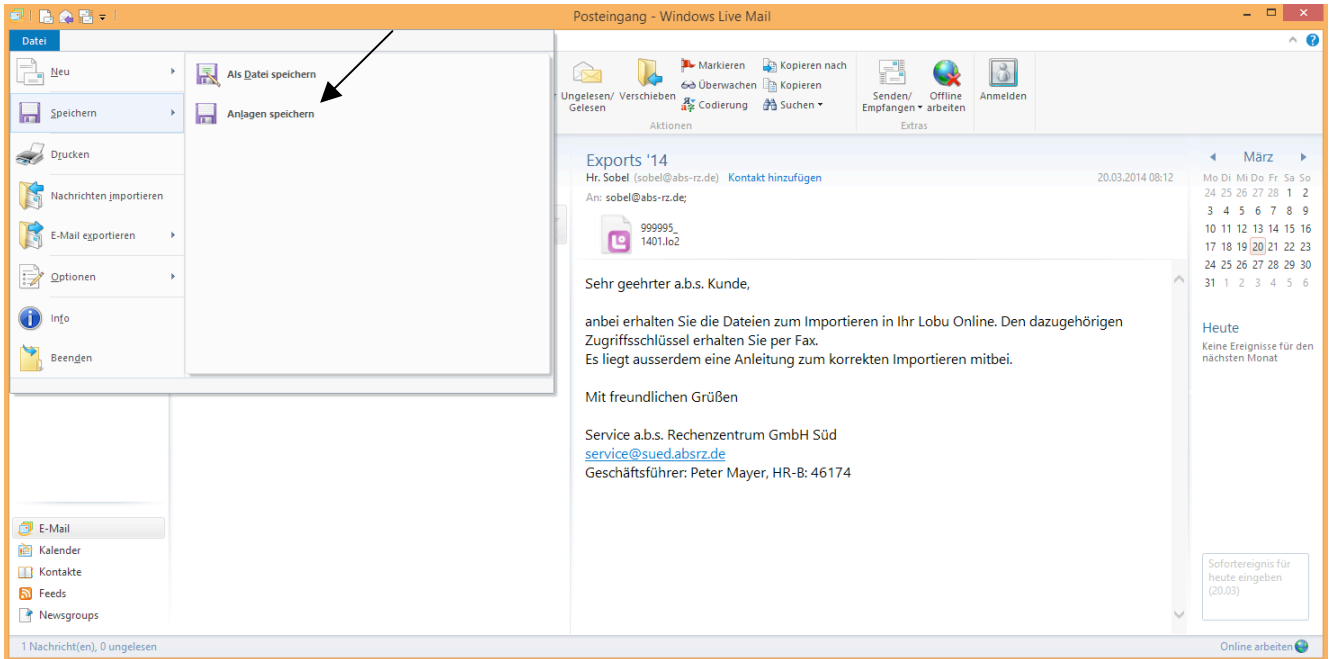 Posteingang - Windows Live Mail
Datei
Neu
Speichern
Drucken
Nachrichten importieren
E-Mail exportieren
Optionen
Info
Beenden
Als Datei speichern
Anlagen speichern
Ungelesen/
Gelesen
Verschieben
Markieren
Überwachen
Codierung
Kopieren nach
Kopieren
Suchen
Aktionen
Senden/
Empfangen
Offline
arbeiten
Extras
Anmelden
Exports '14
Hr. Sobel (sobel@abs-rz.de) Kontakt hinzufügen 20.03.2014 08:12
An: sobel@abs-rz.de;
999995_
1401.lo2
Sehr geehrter a.b.s. Kunde,
anbei erhalten Sie die Dateien zum Importieren in Ihr Lobu Online. Den dazugehörigen
Zugriffsschlüssel erhalten Sie per Fax.
Es liegt ausserdem eine Anleitung zum korrekten Importieren mitbei.
Mit freundlichen Grüßen
Service a.b.s. Rechenzentrum GmbH Süd
service@sued.absrz.de
Geschäftsführer: Peter Mayer, HR-B: 46174
März
Mo Di Mi Do Fr Sa So
24 25 26 27 28 1 2
3 4 5 6 7 8 9
10 11 12 13 14 15 16
17 18 19 20 21 22 23
24 25 26 27 28 29 30
31 1 2 3 4 5 6
Heute
Keine Ereignisse für den
nächsten Monat
Sofortereignis für
heute eingeben
(20.03)
E-Mail
Kalender
Kontakte
Feeds
Newsgroups
1 Nachricht(en), 0 ungelesen
Online arbeiten